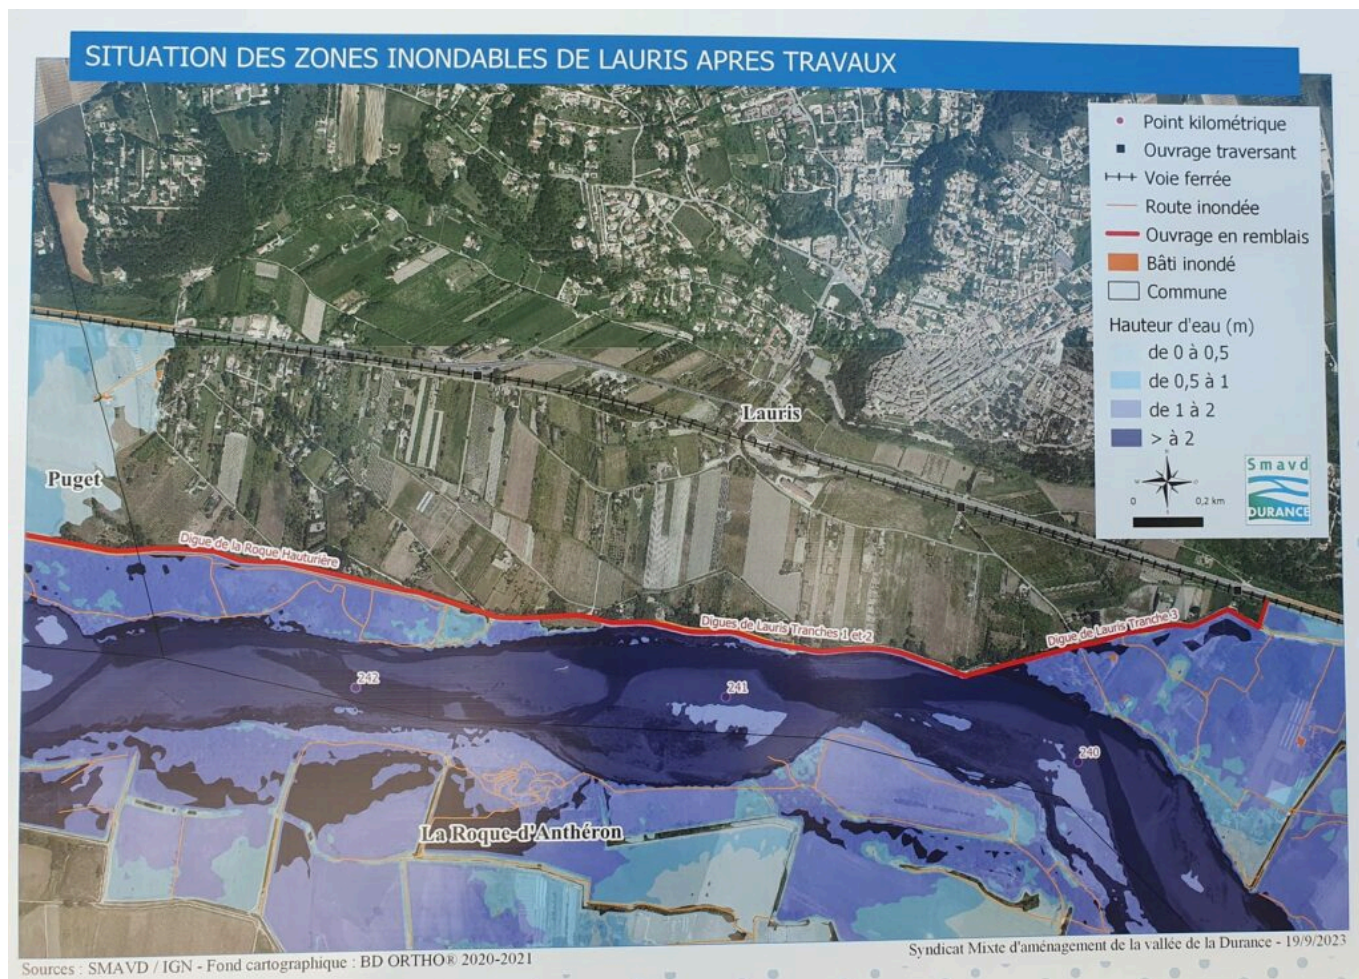 SITUATION DES ZONES INONDABLES DE LAURIS APRES TRAVAUX
Point kilométrique
Ouvrage traversant
Voie ferrée
Route inondée
Ouvrage en remblais
Bâti inondé
Commune
Hauteur d'eau (m)
de 0 à 0,5
de 0,5 à 1
de 1 à 2
> à 2
N
W
O
S
0
0,2 km
Smavd
DURANCE
Lauris
Puget
Digue de la Roque Hauturière
Digues de Lauris Tranches 1 et 2
Digue de Lauris Tranche 3
242
241
240
La Roque-d'Anthéron
Sources : SMAVD / IGN - Fond cartographique : BD ORTHO® 2020-2021
Syndicat Mixte d'aménagement de la vallée de la Durance - 19/9/2023